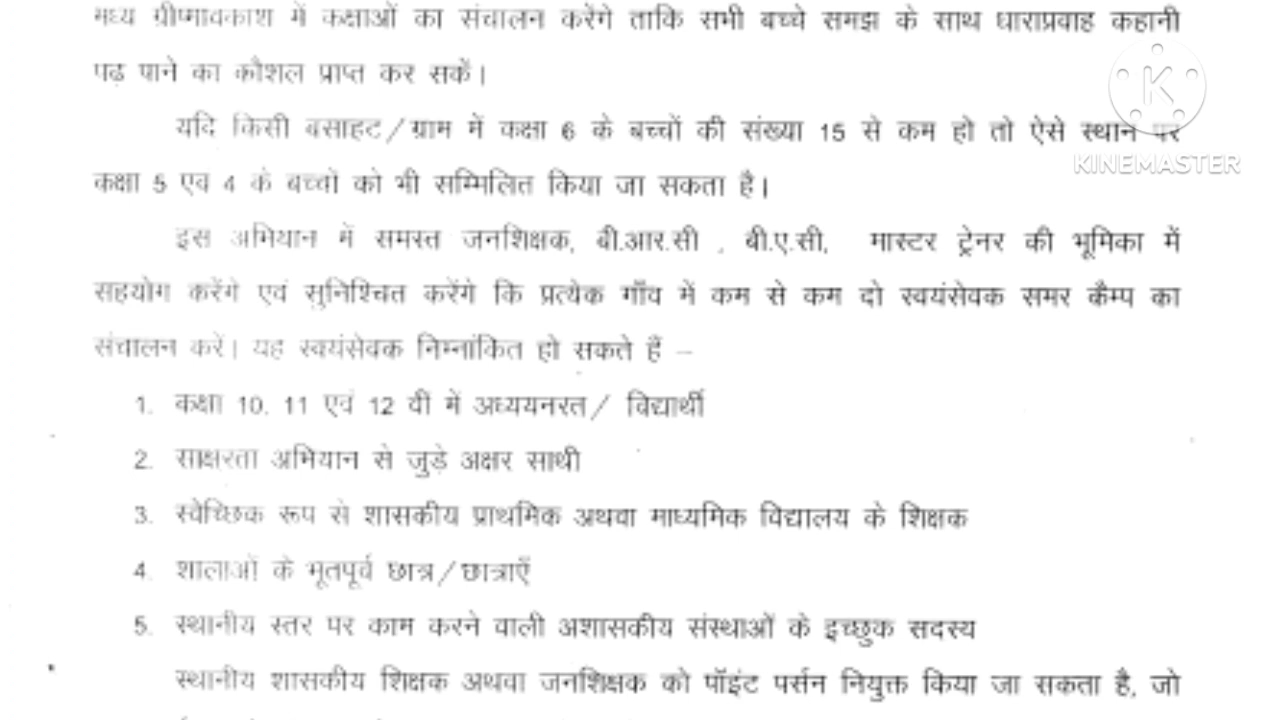 मध्य ग्रीष्मावकाश में कक्षाओं का संचालन करेंगे ताकि सभी बच्चे समझ के साथ धाराप्रवाह कहानी
पढ़ पाने का कौशल प्राप्त कर सकें।
यदि किसी बसाहट/ग्राम में कक्षा 6 के बच्चों की संख्या 15 से कम हो तो ऐसे स्थान पर
KINEMASTER
कक्षा 5 एवं 4 के बच्चों को भी सम्मिलित किया जा सकता है।
इस अभियान में समस्त जनशिक्षक, बी.आर.सी , बी.ए.सी, मास्टर ट्रेनर की भूमिका में
सहयोग करेंगे एवं सुनिश्चित करेंगे कि प्रत्येक गाँव में कम से कम दो स्वयंसेवक समर कैम्प का
संचालन करें। यह स्वयंसेवक निम्नांकित हो सकते हैं –
1. कक्षा 10, 11 एवं 12 वीं में अध्ययनरत/ विद्यार्थी
2. साक्षरता अभियान से जुड़े अक्षर साथी
3. स्वेच्छिक रूप से शासकीय प्राथमिक अथवा माध्यमिक विद्यालय के शिक्षक
4. शालाओं के भूतपूर्व छात्र/छात्राएँ
5. स्थानीय स्तर पर काम करने वाली अशासकीय संस्थाओं के इच्छुक सदस्य
स्थानीय शासकीय शिक्षक अथवा जनशिक्षक को पॉइंट पर्सन नियुक्त किया जा सकता है, जो